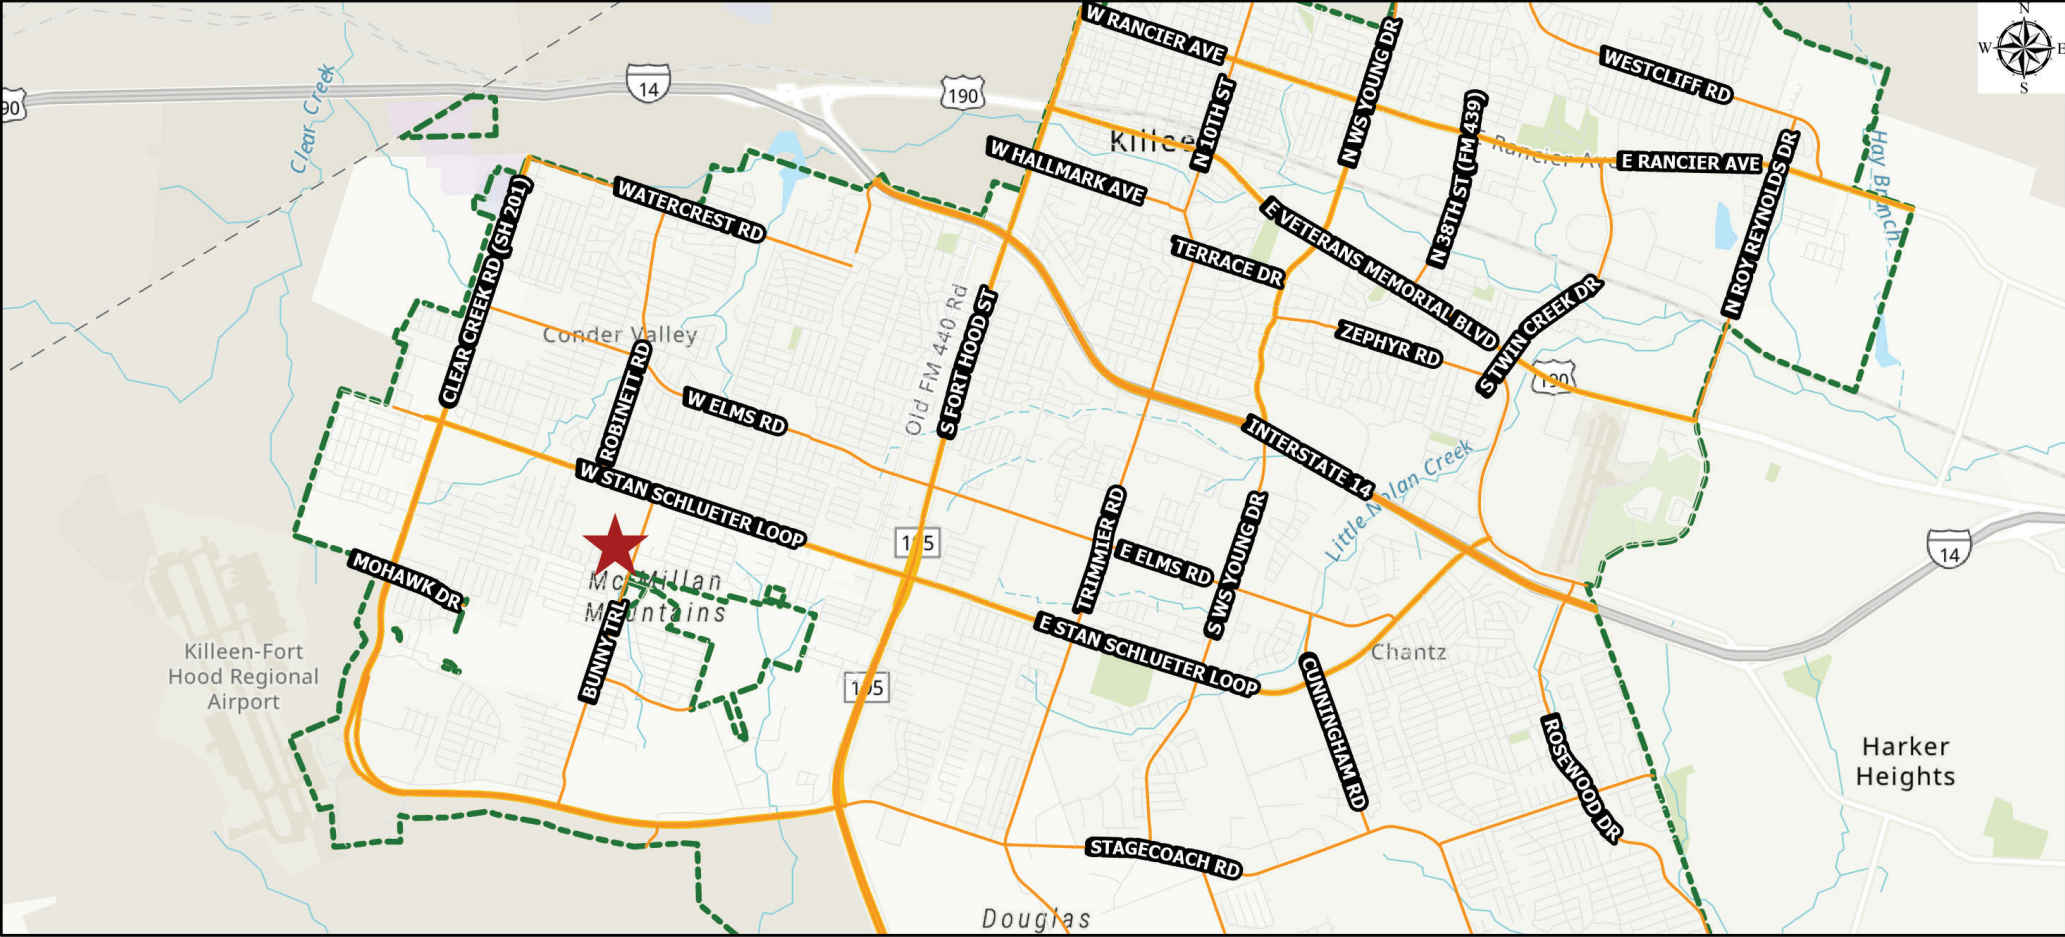 W RANCIER AVE
N WS YOUNG DR
WESTCLIFF RD
N
W
E
S
14
190
90
Clear Creek
N 10TH ST
N 38TH ST (FM 439)
E RANCIER AVE
N ROY REYNOLDS DR
Hay Branch
W HALLMARK AVE
WATERCREST RD
CLEAR CREEK RD (SH 201)
TERRACE DR
E VETERANS MEMORIAL BLVD
S TWIN CREEK DR
ZEPHYR RD
190
Conder Valley
Old FM 440 Rd
S FORT HOOD ST
ROBINETT RD
W ELMS RD
W STAN SCHLUETER LOOP
INTERSTATE 14
Little Nolan Creek
195
TRIMMIER RD
E ELMS RD
S WS YOUNG DR
14
MOHAWK DR
McMillan
Mountains
BUNNY TRL
E STAN SCHLUETER LOOP
Chantz
Killeen-Fort
Hood Regional
Airport
195
CUNNINGHAM RD
ROSEWOOD DR
Harker
Heights
STAGECOACH RD
Douglas